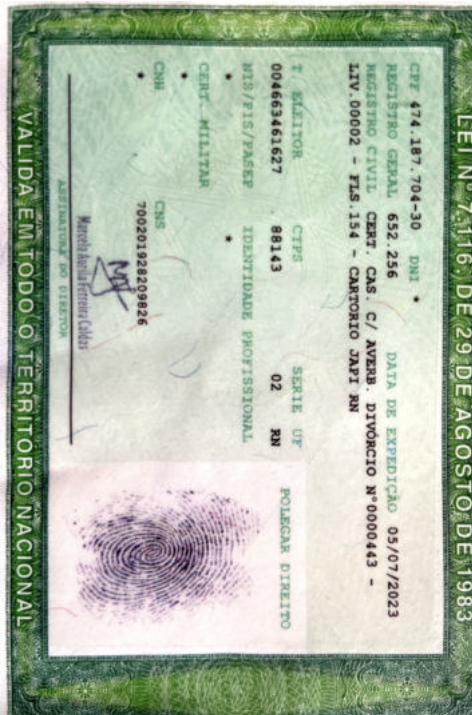 LEI Nº 7.116, DE 29 DE AGOSTO DE 1983
CPF 474.187.704-30 DNI *
REGISTRO GERAL 652.256 DATA DE EXPEDIÇÃO 05/07/2023
REGISTRO CIVIL CERT. CAS. C/ AVERB. DIVÓRCIO Nº0000443 -
LIV.00002 - FLS.154 - CARTORIO JAPI RN
T ELEITOR CTPS SERIE UF
004663461627 88143 02 RN
NIS/PIS/PASEP IDENTIDADE PROFISSIONAL
* *
CERT. MILITAR
*
CNH CNS
* 700201928209826
POLEGAR DIREITO
ASSINATURA DO DIRETOR
VALIDA EM TODO O TERRITORIO NACIONAL